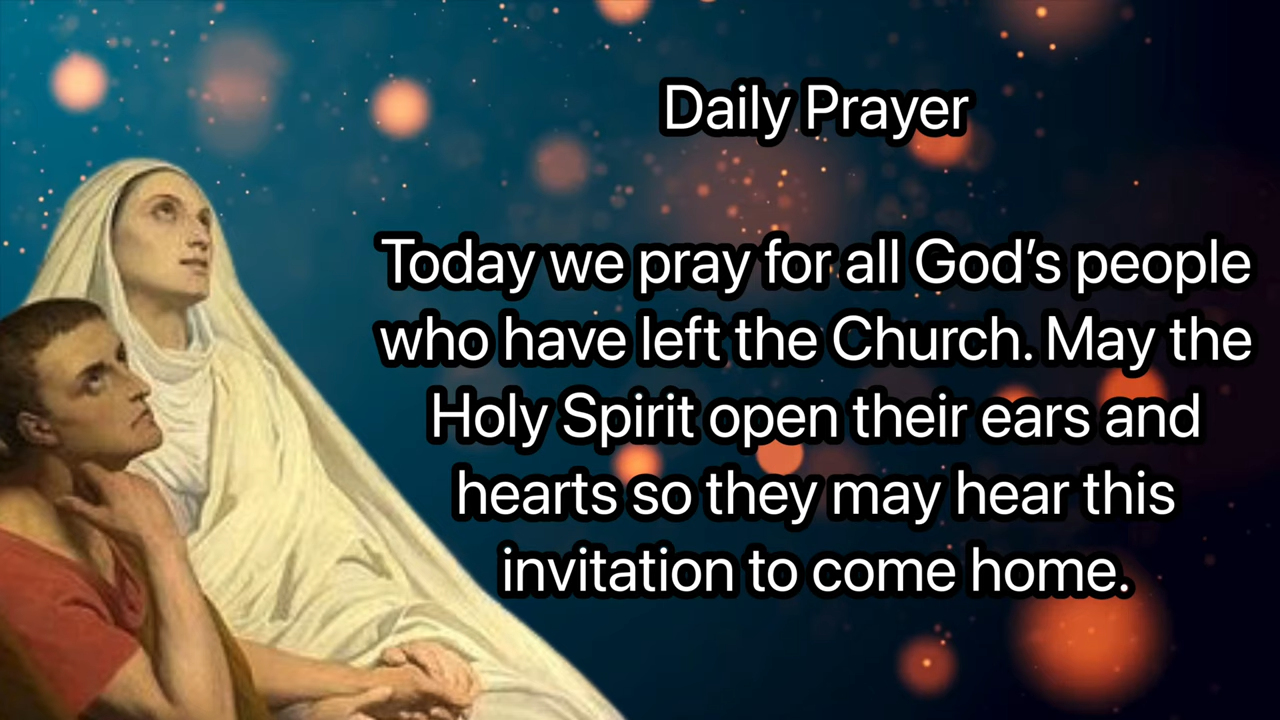 Daily Prayer
Today we pray for all God’s people
who have left the Church. May the
Holy Spirit open their ears and
hearts so they may hear this
invitation to come home.